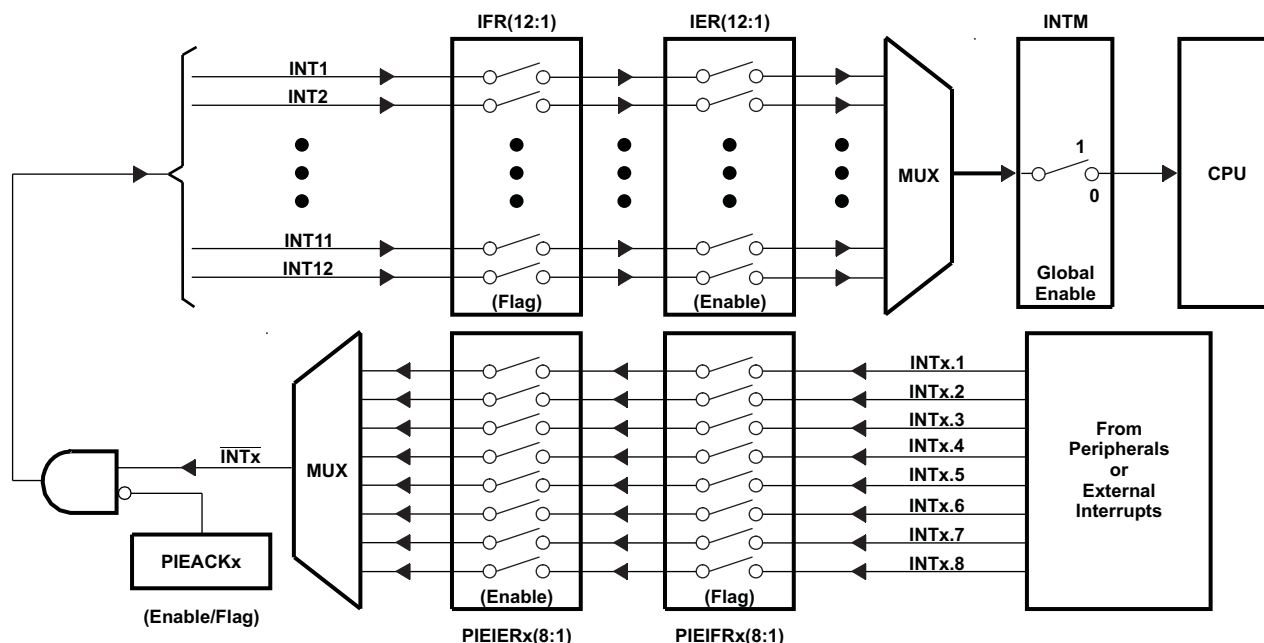 IFR(12:1)
IER(12:1)
INTM
INT1
INT2
INT11
INT12
(Flag)
(Enable)
MUX
1
0
Global
Enable
CPU
INTx
MUX
PIEACKx
(Enable/Flag)
(Enable)
PIEIERx(8:1)
(Flag)
PIEIFRx(8:1)
INTx.1
INTx.2
INTx.3
INTx.4
INTx.5
INTx.6
INTx.7
INTx.8
From
Peripherals
or
External
Interrupts